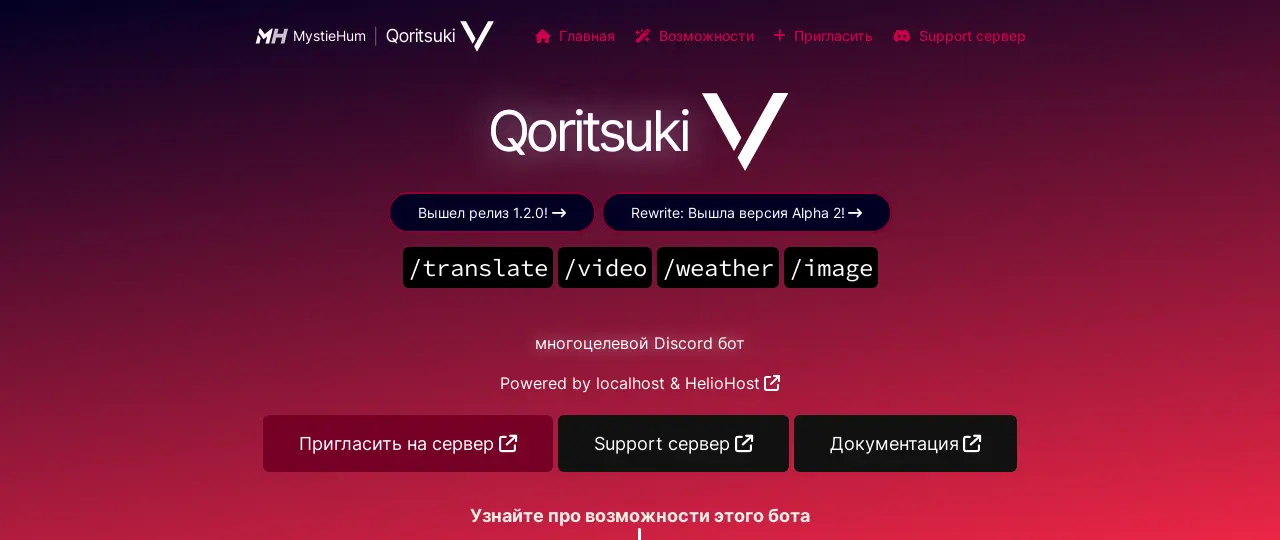 MH MystieHum | Qoritsuki V Главная Возможности Пригласить Support сервер
Qoritsuki V
Вышел релиз 1.2.0! → Rewrite: Вышла версия Alpha 2! →
/translate /video /weather /image
многоцелевой Discord бот
Powered by localhost & HelioHost
Пригласить на сервер Support сервер Документация
Узнайте про возможности этого бота